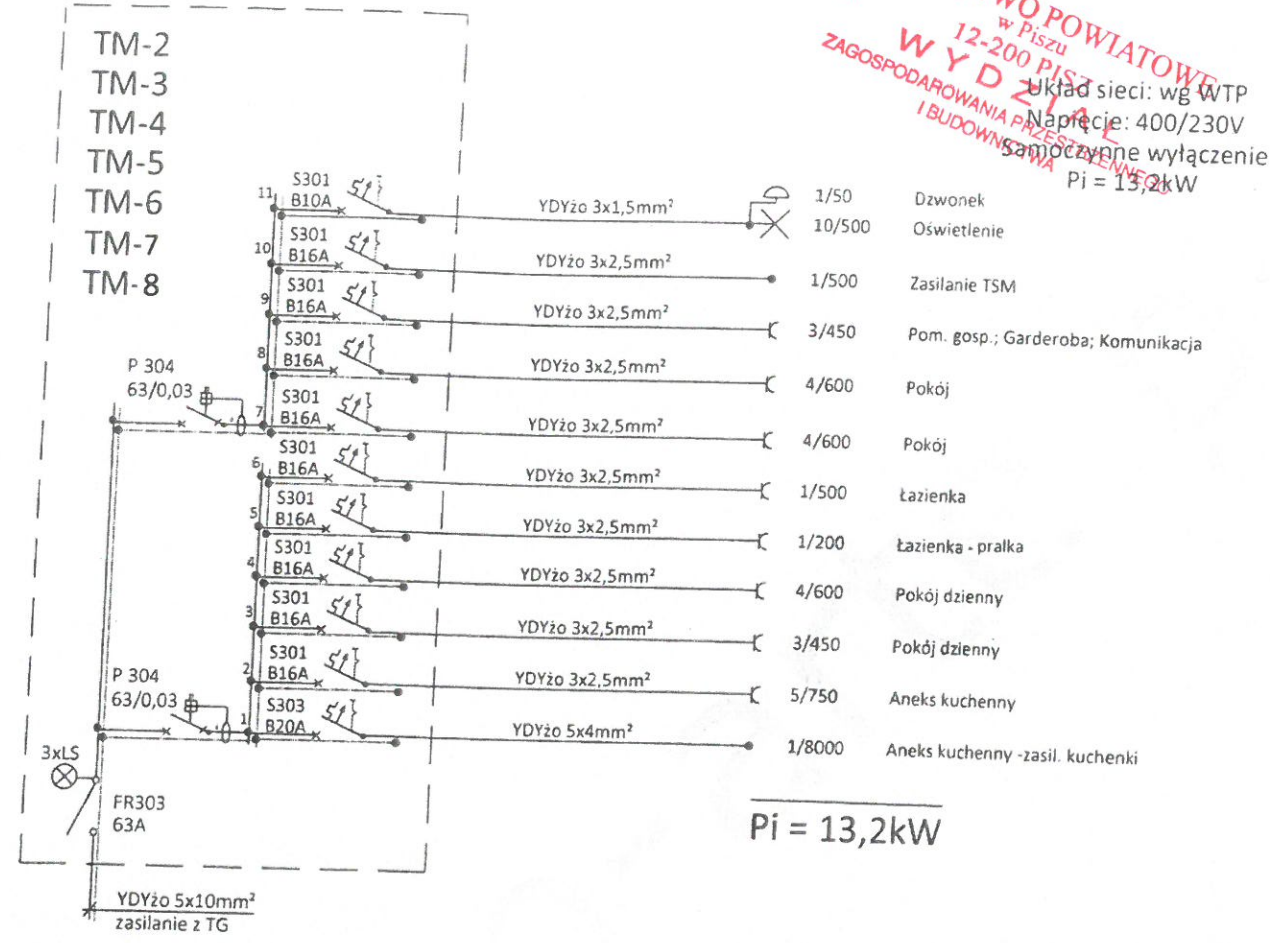 TM-2
TM-3
TM-4
TM-5
TM-6
TM-7
TM-8
WO POWIATOWE
w Piszu
12-200 PISZ
WYDZIAŁ
ZAGOSPODAROWANIA PRZESTRZENNEGO
I BUDOWNICTWA
Układ sieci: wg WTP
Napięcie: 400/230V
Samoczynne wyłączenie
Pi = 13,2kW
11 S301 B10A YDYżo 3x1,5mm² 1/50 Dzwonek
10/500 Oświetlenie
10 S301 B16A YDYżo 3x2,5mm² 1/500 Zasilanie TSM
9 S301 B16A YDYżo 3x2,5mm² 3/450 Pom. gosp.; Garderoba; Komunikacja
8 S301 B16A YDYżo 3x2,5mm² 4/600 Pokój
P 304
63/0,03
7 S301 B16A YDYżo 3x2,5mm² 4/600 Pokój
6 S301 B16A YDYżo 3x2,5mm² 1/500 Łazienka
5 S301 B16A YDYżo 3x2,5mm² 1/200 Łazienka - pralka
4 S301 B16A YDYżo 3x2,5mm² 4/600 Pokój dzienny
3 S301 B16A YDYżo 3x2,5mm² 3/450 Pokój dzienny
2 S301 B16A YDYżo 3x2,5mm² 5/750 Aneks kuchenny
P 304
63/0,03
1 S303 B20A YDYżo 5x4mm² 1/8000 Aneks kuchenny -zasil. kuchenki
3xLS
FR303
63A
Pi = 13,2kW
YDYżo 5x10mm²
zasilanie z TG